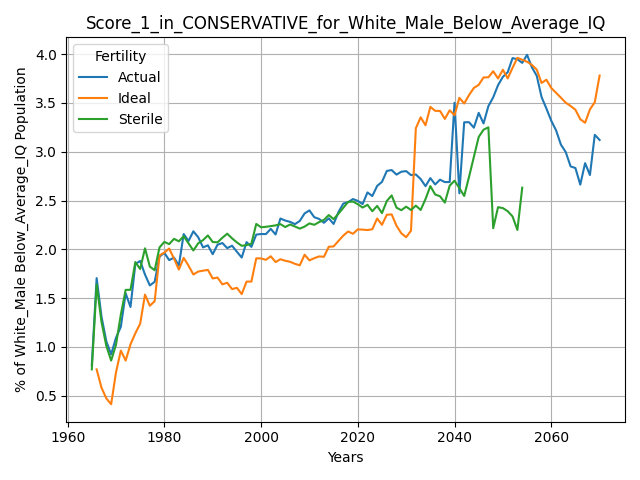 Score_1_in_CONSERVATIVE_for_White_Male_Below_Average_IQ
% of White_Male Below_Average_IQ Population
4.0
3.5
3.0
2.5
2.0
1.5
1.0
0.5
Fertility
Actual
Ideal
Sterile
1960 1980 2000 2020 2040 2060
Years